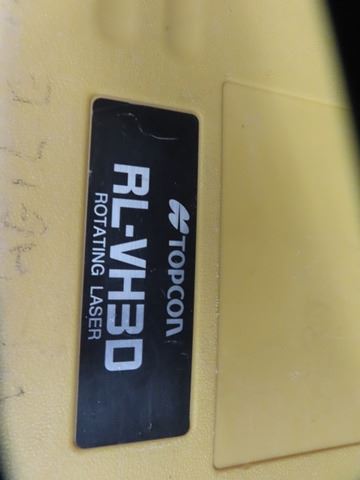 TOPCON
RL-VH3D
ROTATING LASER